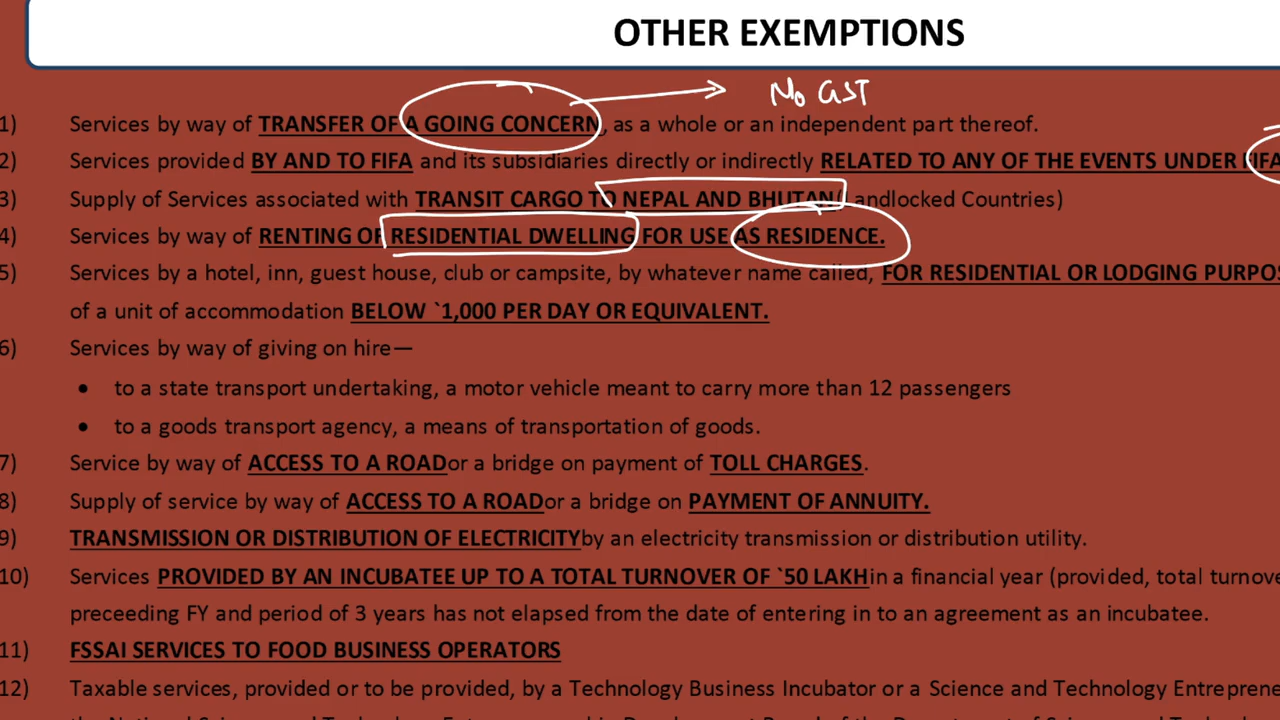 OTHER EXEMPTIONS
No GST
1) Services by way of TRANSFER OF A GOING CONCERN, as a whole or an independent part thereof.
2) Services provided BY AND TO FIFA and its subsidiaries directly or indirectly RELATED TO ANY OF THE EVENTS UNDER FIFA
3) Supply of Services associated with TRANSIT CARGO TO NEPAL AND BHUTAN(Landlocked Countries)
4) Services by way of RENTING OF RESIDENTIAL DWELLING FOR USE AS RESIDENCE.
5) Services by a hotel, inn, guest house, club or campsite, by whatever name called, FOR RESIDENTIAL OR LODGING PURPOS
of a unit of accommodation BELOW `1,000 PER DAY OR EQUIVALENT.
6) Services by way of giving on hire—
• to a state transport undertaking, a motor vehicle meant to carry more than 12 passengers
• to a goods transport agency, a means of transportation of goods.
7) Service by way of ACCESS TO A ROADor a bridge on payment of TOLL CHARGES.
8) Supply of service by way of ACCESS TO A ROADor a bridge on PAYMENT OF ANNUITY.
9) TRANSMISSION OR DISTRIBUTION OF ELECTRICITYby an electricity transmission or distribution utility.
10) Services PROVIDED BY AN INCUBATEE UP TO A TOTAL TURNOVER OF `50 LAKHin a financial year (provided, total turnove
preceeding FY and period of 3 years has not elapsed from the date of entering in to an agreement as an incubatee.
11) FSSAI SERVICES TO FOOD BUSINESS OPERATORS
12) Taxable services, provided or to be provided, by a Technology Business Incubator or a Science and Technology Entreprene